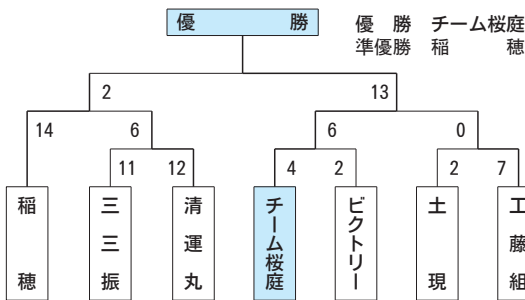 優勝
優勝 チーム桜庭
準優勝 稲穂
2 13
14 6 6 0
11 12 4 2 2 7
稲穂
三三振
清運丸
チーム桜庭
ビクトリー
土現
工藤組